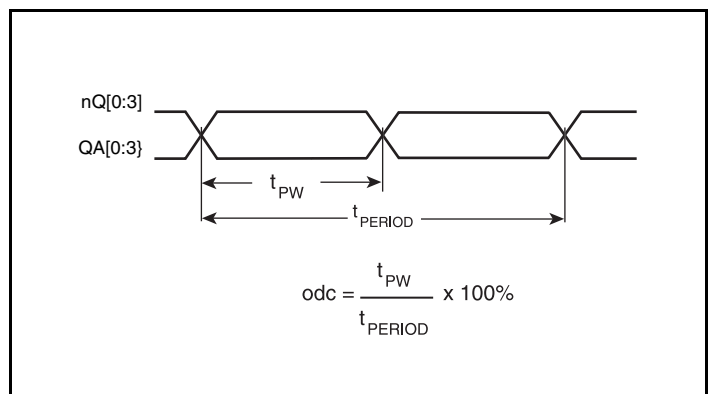 nQ[0:3]
QA[0:3}
tPW
tPERIOD
tPW
odc = x 100%
tPERIOD